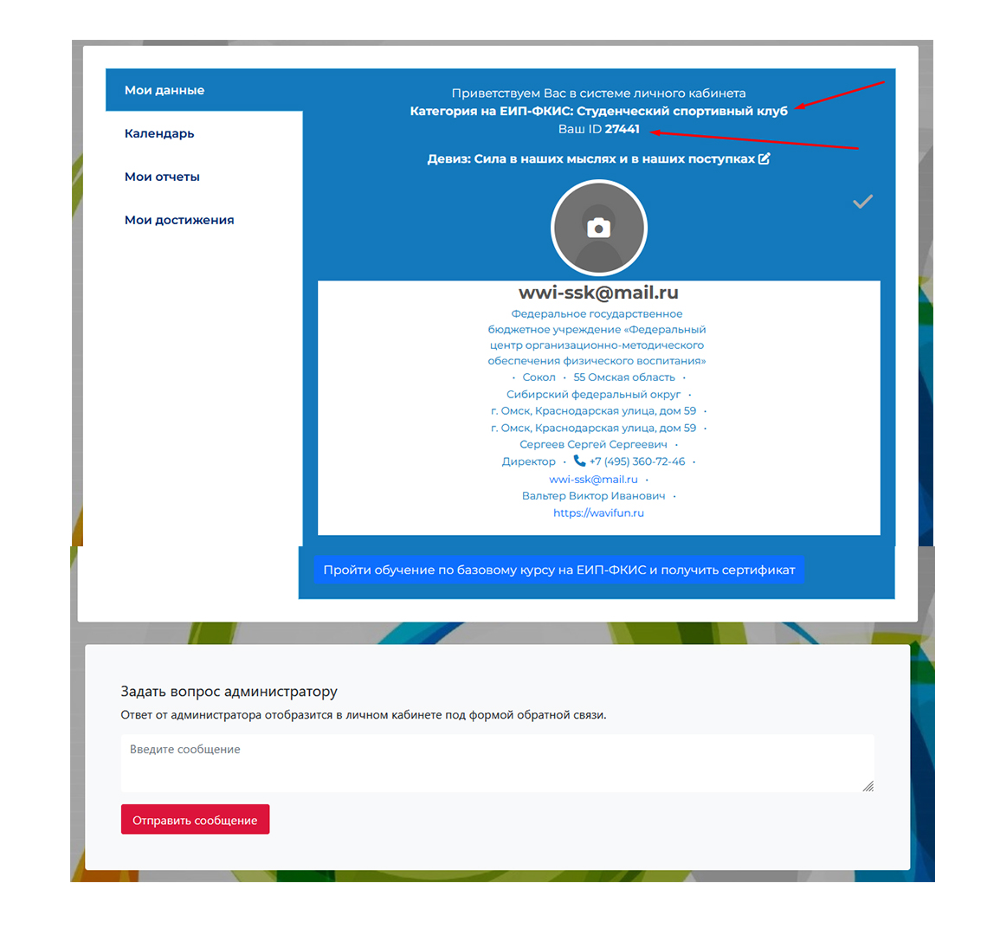 Мои данные
Календарь
Мои отчеты
Мои достижения
Приветствуем Вас в системе личного кабинета
Категория на ЕИП-ФКИС: Студенческий спортивный клуб
Ваш ID 27441
Девиз: Сила в наших мыслях и в наших поступках
wwi-ssk@mail.ru
Федеральное государственное
бюджетное учреждение «Федеральный
центр организационно-методического
обеспечения физического воспитания»
· Сокол · 55 Омская область ·
Сибирский федеральный округ ·
г. Омск, Краснодарская улица, дом 59 ·
г. Омск, Краснодарская улица, дом 59 ·
Сергеев Сергей Сергеевич ·
Директор · +7 (495) 360-72-46 ·
wwi-ssk@mail.ru ·
Вальтер Виктор Иванович ·
https://wavifun.ru
Пройти обучение по базовому курсу на ЕИП-ФКИС и получить сертификат
Задать вопрос администратору
Ответ от администратора отобразится в личном кабинете под формой обратной связи.
Введите сообщение
Отправить сообщение